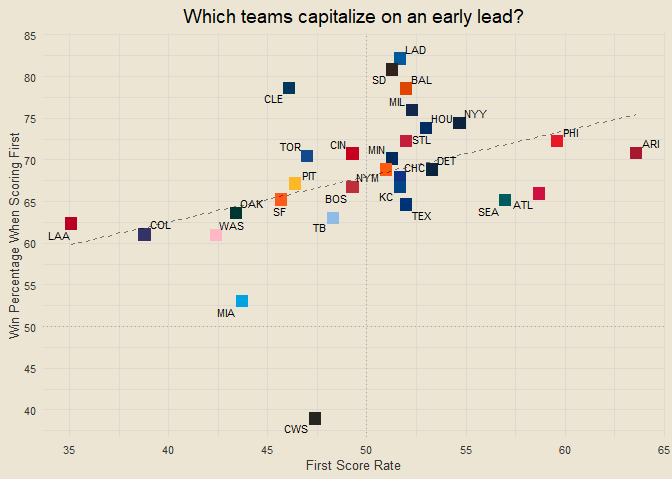 Which teams capitalize on an early lead?
85
80
75
70
65
60
55
50
45
40
Win Percentage When Scoring First
LAD
SD
BAL
CLE
MIL
HOU
NYY
STL
PHI
TOR
CIN
MIN
ARI
PIT
NYM
CHC
DET
BOS
KC
OAK
SF
TEX
SEA
ATL
LAA
COL
WAS
TB
MIA
CWS
35
40
45
50
55
60
65
First Score Rate